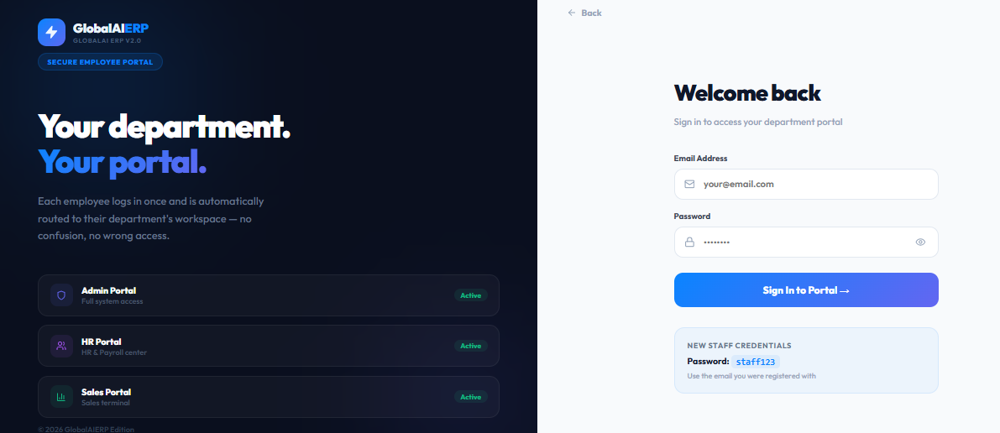 GlobalAIERP
GLOBALAI ERP V2.0
SECURE EMPLOYEE PORTAL
Your department.
Your portal.
Each employee logs in once and is automatically
routed to their department's workspace — no
confusion, no wrong access.
Admin Portal
Full system access
Active
HR Portal
HR & Payroll center
Active
Sales Portal
Sales terminal
Active
© 2026 GlobalAIERP Edition
← Back
Welcome back
Sign in to access your department portal
Email Address
your@email.com
Password
••••••••
Sign In to Portal →
NEW STAFF CREDENTIALS
Password: staff123
Use the email you were registered with